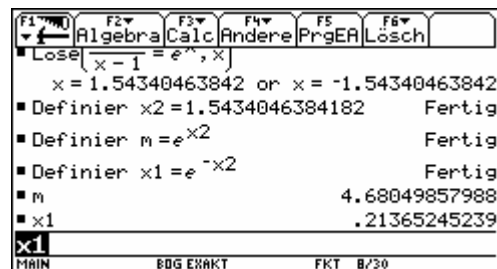 F1 F2 F3 F4 F5 F6
Algebra Calc Andere PrgEA Lösch
Löse( / x - 1 = e^x, x)
x = 1.54340463842 or x = -1.54340463842
Definier x2 =1.5434046384182 Fertig
Definier m =e^x2 Fertig
Definier x1 =e^-x2 Fertig
m 4.68049857988
x1 .21365245239
x1
MAIN BOG EXAKT FKT 8/30